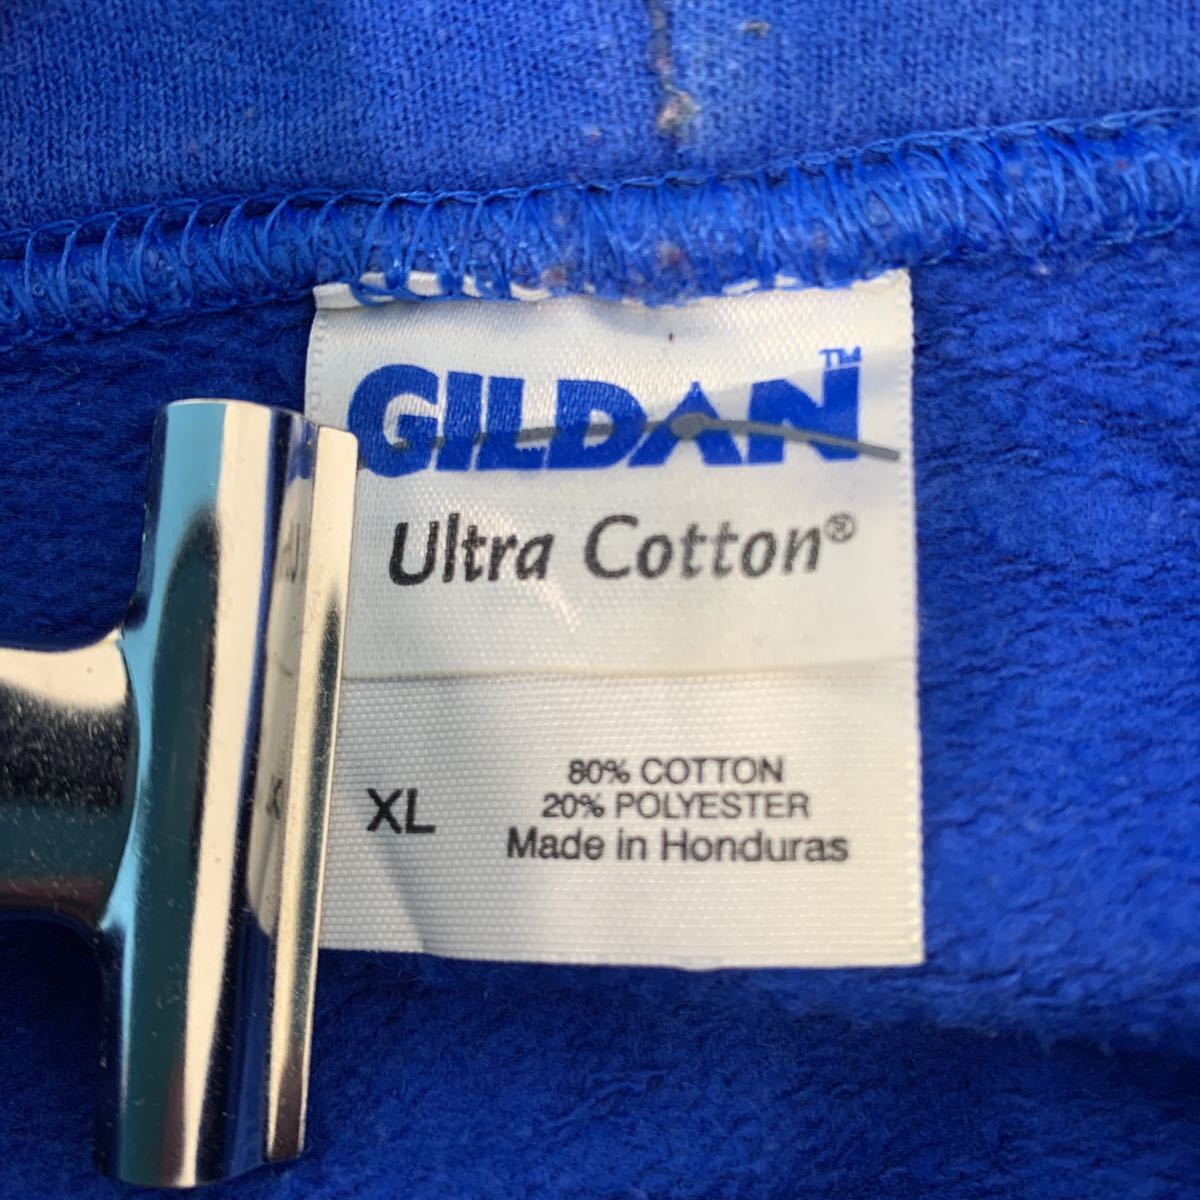 GILDAN™
Ultra Cotton®
80% COTTON
XL 20% POLYESTER
Made in Honduras